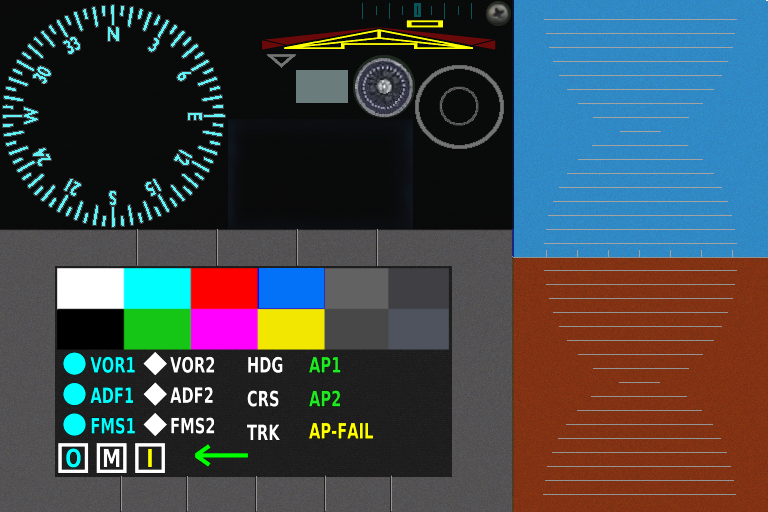 N
33 3
30 6
W E
24 12
21 15
S
VOR1 VOR2 HDG AP1
ADF1 ADF2 CRS AP2
FMS1 FMS2 TRK AP-FAIL
O M I